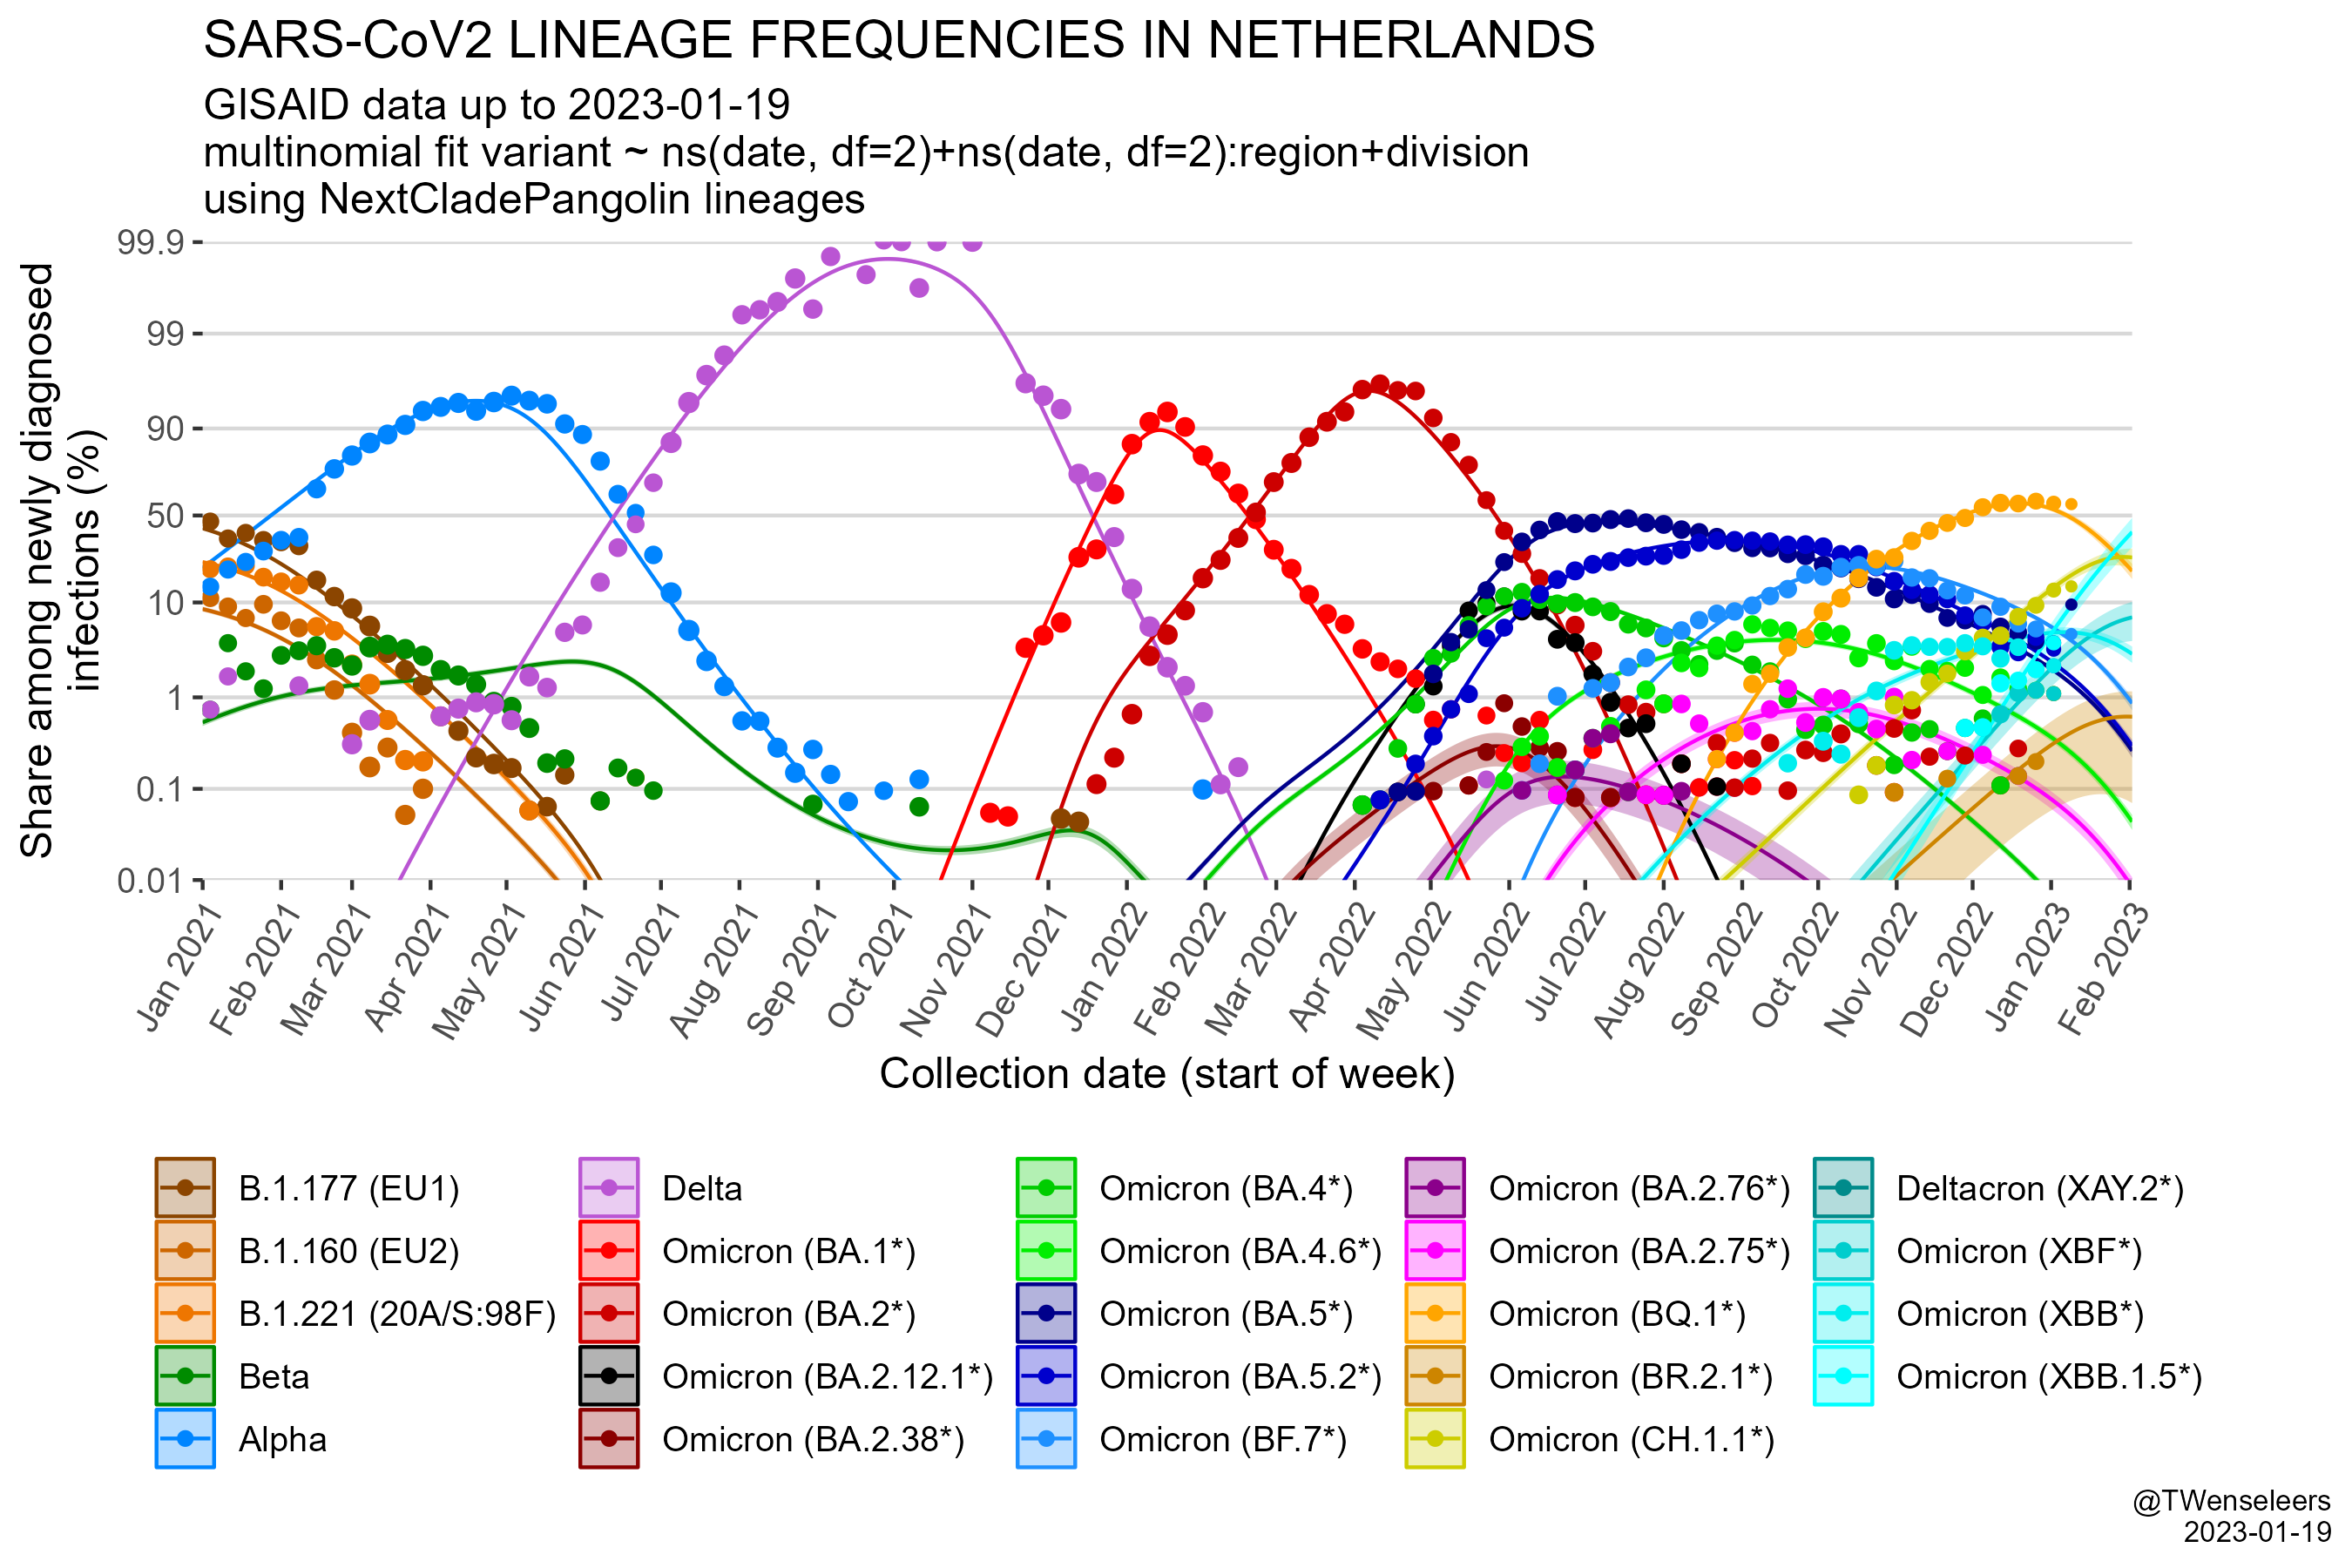 SARS-CoV2 LINEAGE FREQUENCIES IN NETHERLANDS
GISAID data up to 2023-01-19
multinomial fit variant ~ ns(date, df=2)+ns(date, df=2):region+division
using NextCladePangolin lineages
Share among newly diagnosed
infections (%)
99.9
99
90
50
10
1
0.1
0.01
Jan 2021
Feb 2021
Mar 2021
Apr 2021
May 2021
Jun 2021
Jul 2021
Aug 2021
Sep 2021
Oct 2021
Nov 2021
Dec 2021
Jan 2022
Feb 2022
Mar 2022
Apr 2022
May 2022
Jun 2022
Jul 2022
Aug 2022
Sep 2022
Oct 2022
Nov 2022
Dec 2022
Jan 2023
Feb 2023
Collection date (start of week)
B.1.177 (EU1)
B.1.160 (EU2)
B.1.221 (20A/S:98F)
Beta
Alpha
Delta
Omicron (BA.1*)
Omicron (BA.2*)
Omicron (BA.2.12.1*)
Omicron (BA.2.38*)
Omicron (BA.4*)
Omicron (BA.4.6*)
Omicron (BA.5*)
Omicron (BA.5.2*)
Omicron (BF.7*)
Omicron (BA.2.76*)
Omicron (BA.2.75*)
Omicron (BQ.1*)
Omicron (BR.2.1*)
Omicron (CH.1.1*)
Deltacron (XAY.2*)
Omicron (XBF*)
Omicron (XBB*)
Omicron (XBB.1.5*)
@TWenseleers
2023-01-19